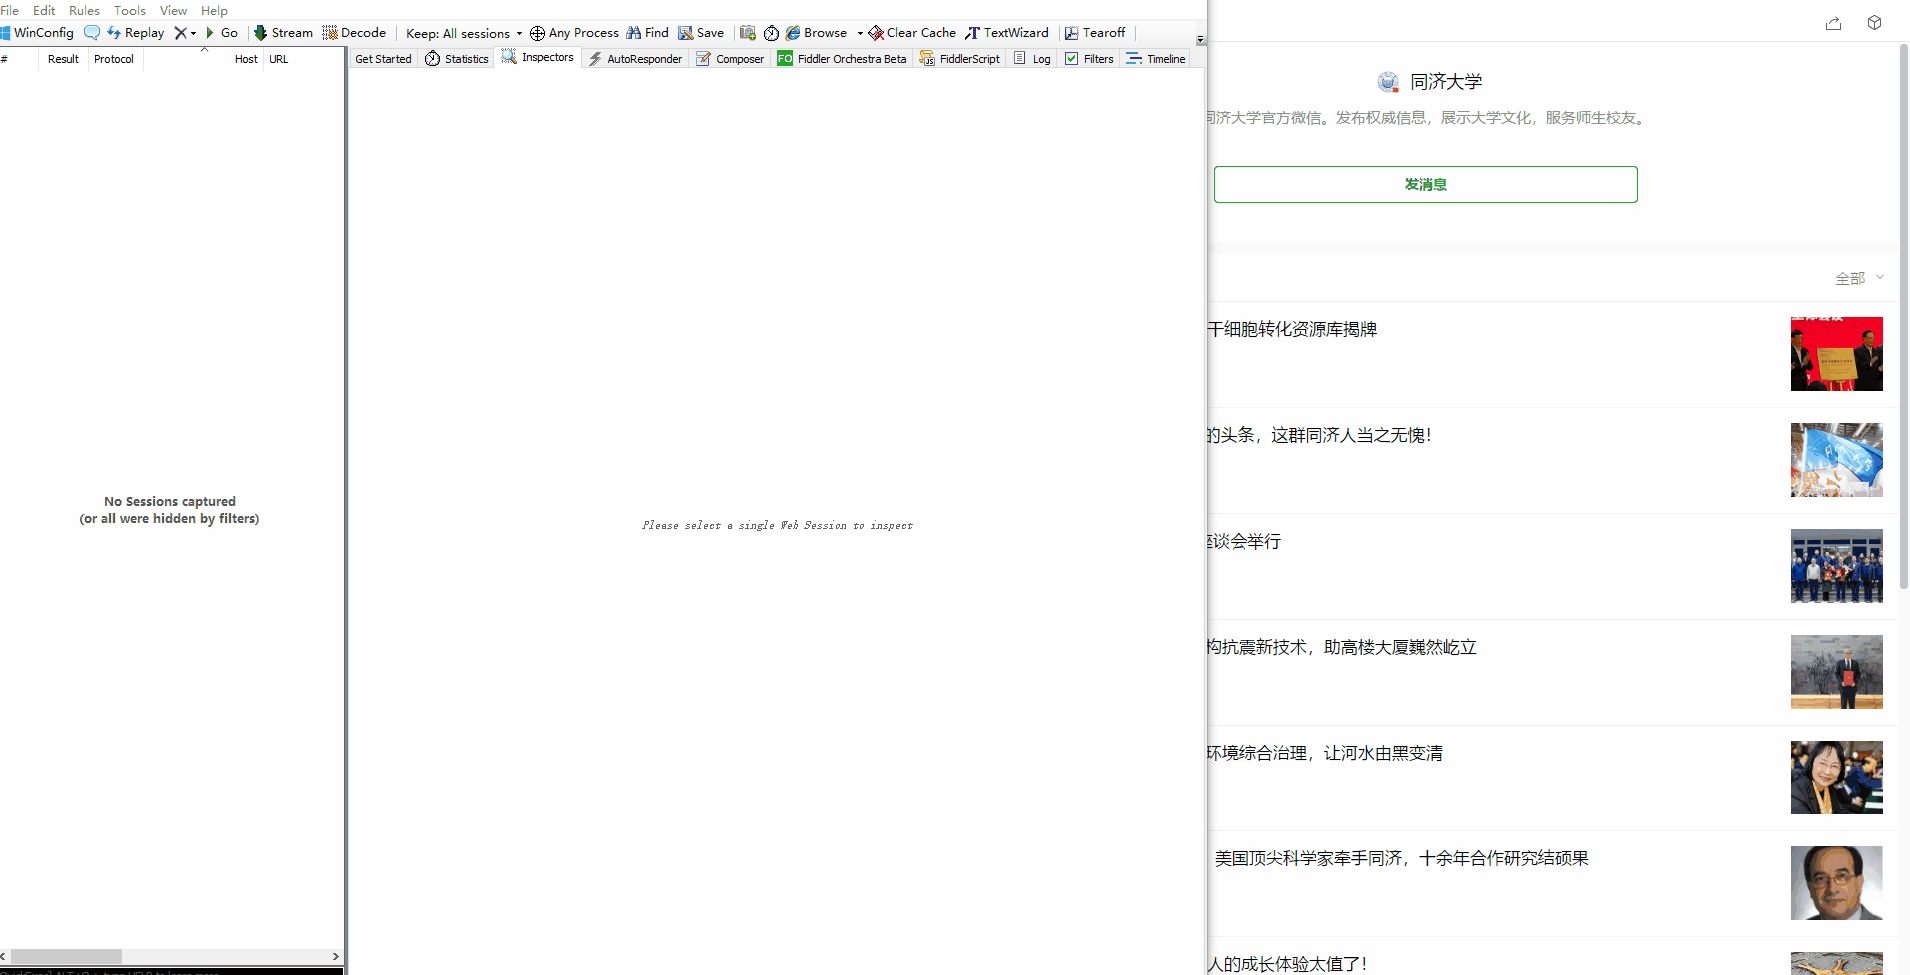 File Edit Rules Tools View Help
WinConfig Replay Go Stream Decode Keep: All sessions Any Process Find Save Browse Clear Cache TextWizard Tearoff
# Result Protocol Host URL
Get Started Statistics Inspectors AutoResponder Composer FO Fiddler Orchestra Beta FiddlerScript Log Filters Timeline
No Sessions captured
(or all were hidden by filters)
Please select a single Web Session to inspect
同济大学
同济大学官方微信。发布权威信息，展示大学文化，服务师生校友。
发消息
全部
干细胞转化资源库揭牌
的头条，这群同济人当之无愧！
座谈会举行
构抗震新技术，助高楼大厦巍然屹立
环境综合治理，让河水由黑变清
美国顶尖科学家牵手同济，十余年合作研究结硕果
人的成长体验太值了！